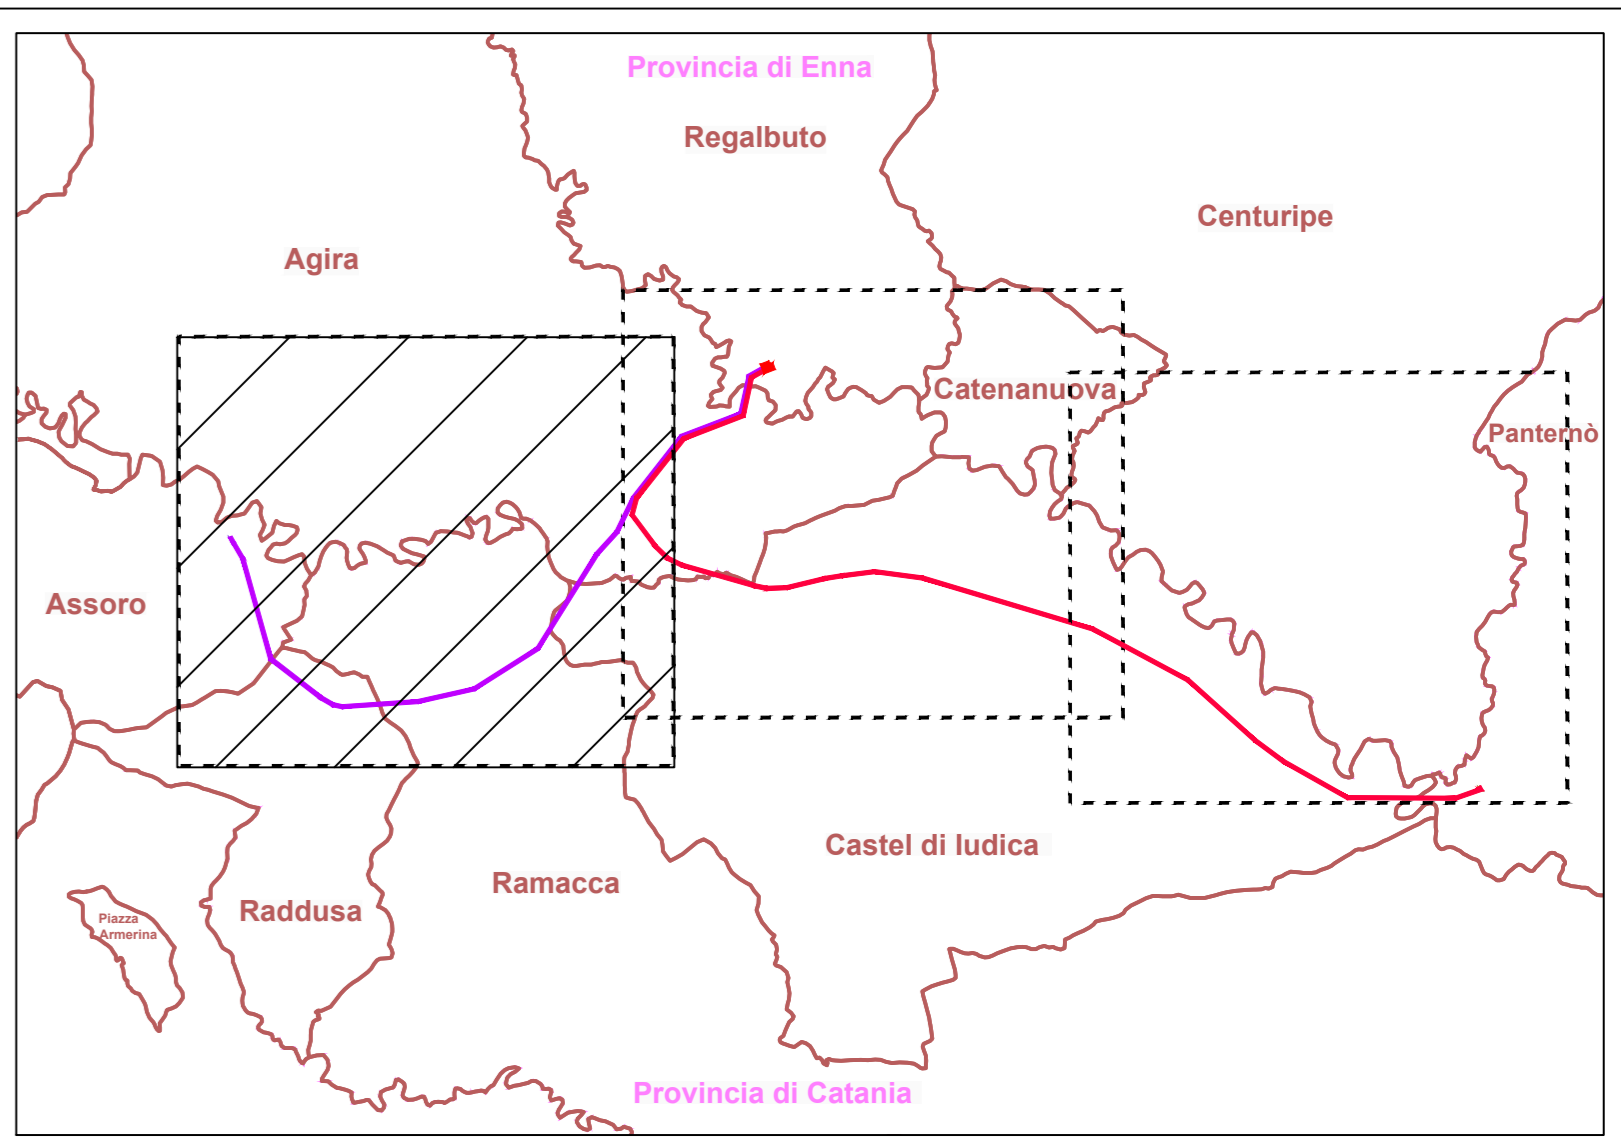 Provincia di Enna
Regalbuto
Centuripe
Agira
Catenanuova
Panternò
Assoro
Castel di Iudica
Ramacca
Raddusa
Piazza
Armerina
Provincia di Catania